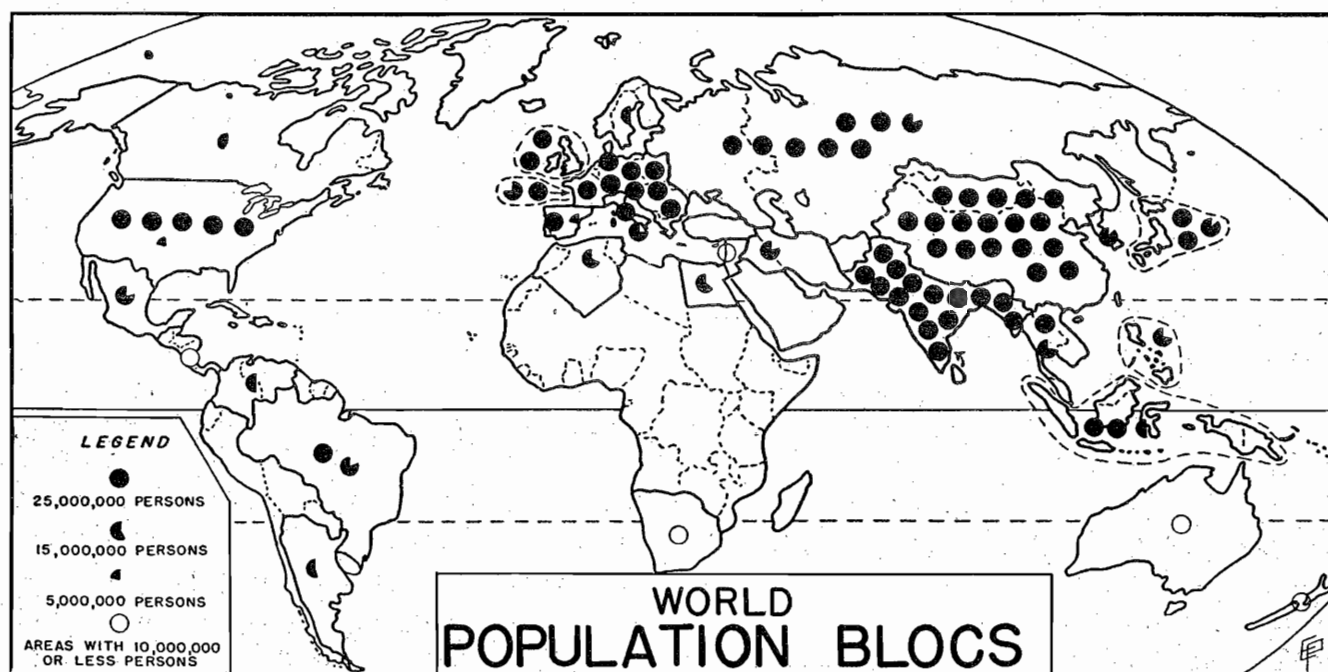 LEGEND
25,000,000 PERSONS
15,000,000 PERSONS
5,000,000 PERSONS
AREAS WITH 10,000,000
OR LESS PERSONS
WORLD
POPULATION BLOCS